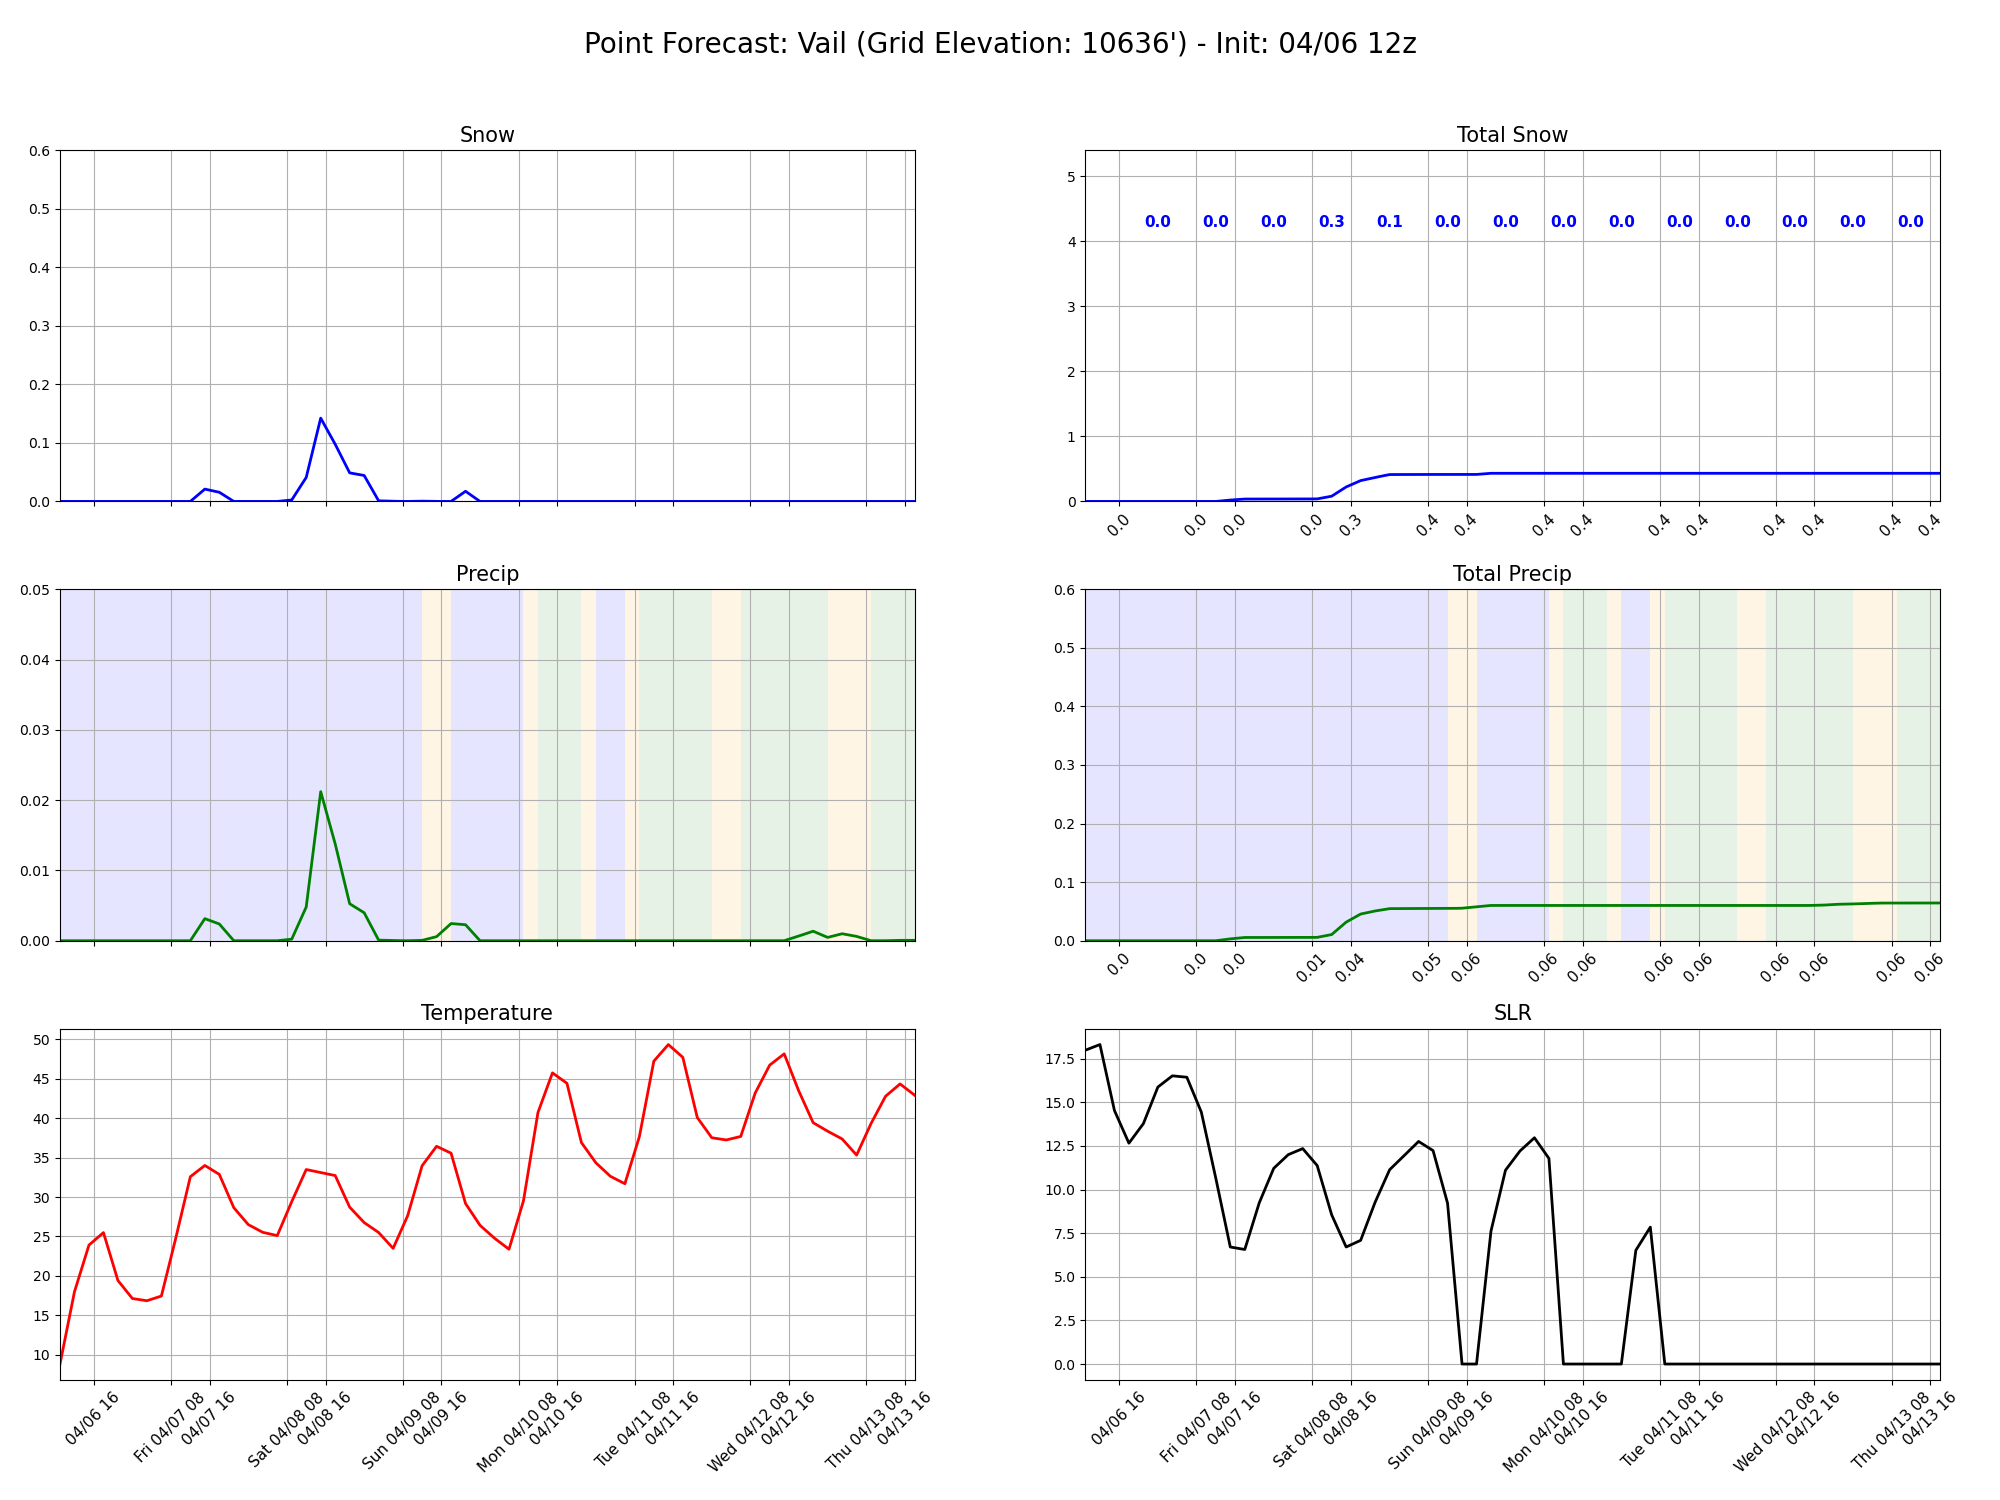 Point Forecast: Vail (Grid Elevation: 10636') - Init: 04/06 12z
Snow
0.6
0.5
0.4
0.3
0.2
0.1
0.0
Total Snow
5
4
3
2
1
0
0.0 0.0 0.0 0.3 0.1 0.0 0.0 0.0 0.0 0.0 0.0 0.0 0.0 0.0
0.0 0.0 0.0 0.0 0.3 0.4 0.4 0.4 0.4 0.4 0.4 0.4 0.4 0.4 0.4
Precip
0.05
0.04
0.03
0.02
0.01
0.00
Total Precip
0.6
0.5
0.4
0.3
0.2
0.1
0.0
0.0 0.0 0.0 0.01 0.04 0.05 0.06 0.06 0.06 0.06 0.06 0.06 0.06 0.06 0.06
Temperature
50
45
40
35
30
25
20
15
10
04/06 16
Fri 04/07 08
04/07 16
Sat 04/08 08
04/08 16
Sun 04/09 08
04/09 16
Mon 04/10 08
04/10 16
Tue 04/11 08
04/11 16
Wed 04/12 08
04/12 16
Thu 04/13 08
04/13 16
SLR
17.5
15.0
12.5
10.0
7.5
5.0
2.5
0.0
04/06 16
Fri 04/07 08
04/07 16
Sat 04/08 08
04/08 16
Sun 04/09 08
04/09 16
Mon 04/10 08
04/10 16
Tue 04/11 08
04/11 16
Wed 04/12 08
04/12 16
Thu 04/13 08
04/13 16